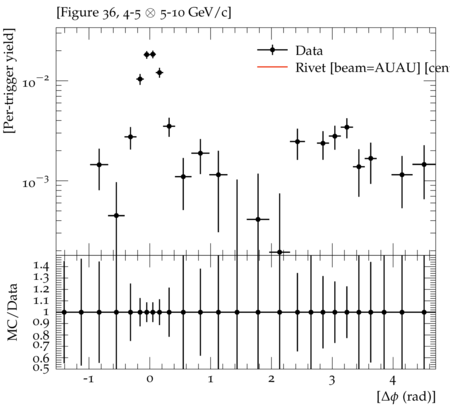 [Figure 36, 4-5 ⊗ 5-10 GeV/c]
[Per-trigger yield]
Data
Rivet [beam=AUAU] [cen
10⁻²
10⁻³
MC/Data
1.4
1.3
1.2
1.1
1
0.9
0.8
0.7
0.6
0.5
-1 0 1 2 3 4
[Δϕ (rad)]